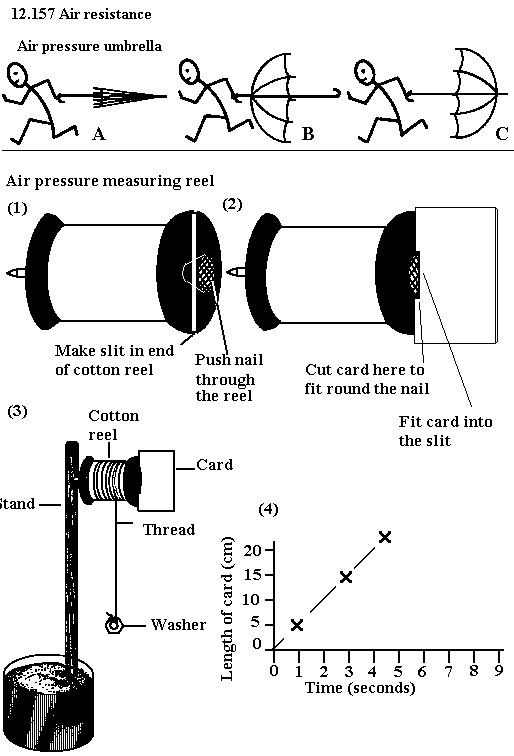 12.157 Air resistance
Air pressure umbrella
A
B
C
Air pressure measuring reel
(1)
(2)
Make slit in end
of cotton reel
Push nail
through
the reel
Cut card here to
fit round the nail
Fit card into
the slit
(3)
Cotton
reel
Card
Stand
Thread
Washer
(4)
Length of card (cm)
20
15
10
5
0
0 1 2 3 4 5 6 7 8 9
Time (seconds)